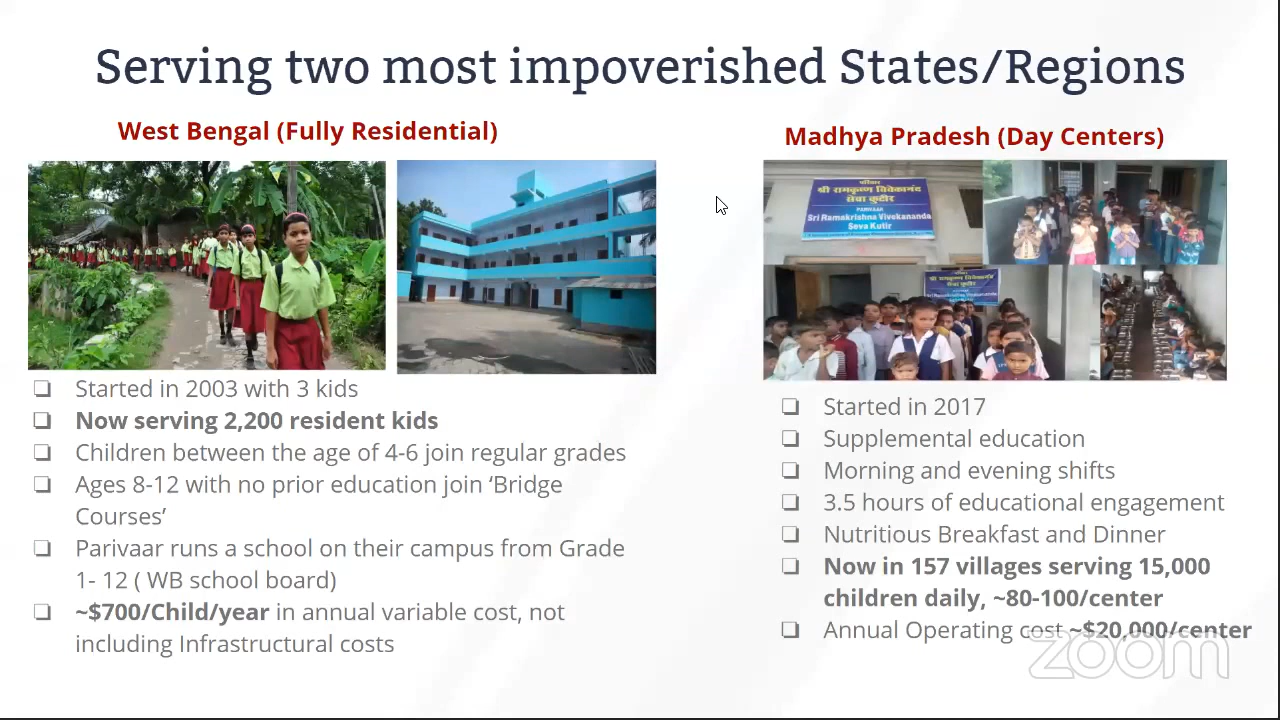 Serving two most impoverished States/Regions
West Bengal (Fully Residential)
❏ Started in 2003 with 3 kids
❏ Now serving 2,200 resident kids
❏ Children between the age of 4-6 join regular grades
❏ Ages 8-12 with no prior education join ‘Bridge
Courses’
❏ Parivaar runs a school on their campus from Grade
1- 12 ( WB school board)
❏ ~$700/Child/year in annual variable cost, not
including Infrastructural costs
Madhya Pradesh (Day Centers)
परिवार
श्री रामकृष्ण विवेकानंद
सेवा कुटीर
PARIVAAR
Sri Ramakrishna Vivekananda
Seva Kutir
श्री रामकृष्ण विवेकानंद
सेवा कुटीर
❏ Started in 2017
❏ Supplemental education
❏ Morning and evening shifts
❏ 3.5 hours of educational engagement
❏ Nutritious Breakfast and Dinner
❏ Now in 157 villages serving 15,000
children daily, ~80-100/center
❏ Annual Operating cost ~$20,000/center
zoom